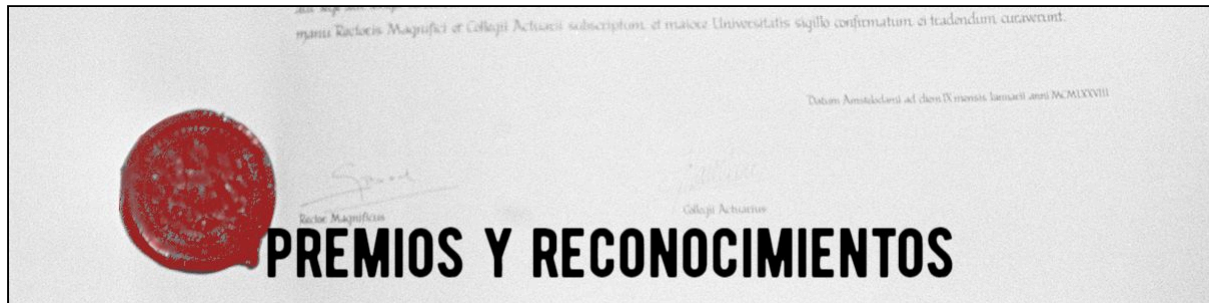 manu Rectoris Magnifici et Collegii Actuarii subscriptum et maiore Universitatis sigillo confirmatum ei tradendum curaverunt.
Datum Amstelodami ad diem IX mensis Ianuarii anni MCMLXXVIII
Rector Magnificus
Collegii Actuarius
PREMIOS Y RECONOCIMIENTOS